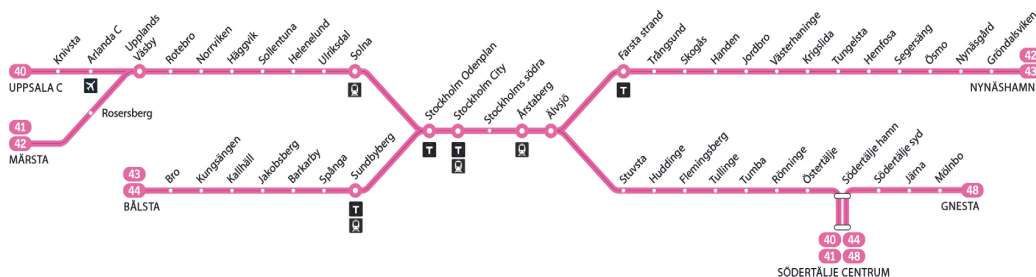 Knivsta
Arlanda C
Upplands
Väsby
Rotebro
Norrviken
Häggvik
Sollentuna
Helenelund
Ulriksdal
Solna
40
UPPSALA C
Rosersberg
41
42
MÄRSTA
43
44
BÅLSTA
Bro
Kungsängen
Kallhäll
Jakobsberg
Barkarby
Spånga
Sundbyberg
T
Stockholm Odenplan
T
Stockholm City
T
Stockholms södra
Årstaberg
Älvsjö
Farsta strand
T
Trångsund
Skogås
Handen
Jordbro
Västerhaninge
Krigslida
Tungelsta
Hemfosa
Segersäng
Ösmo
Nynäsgård
Gröndalsviken
42
43
NYNÄSHAMN
Stuvsta
Huddinge
Flemingsberg
Tullinge
Tumba
Rönninge
Östertälje
Södertälje hamn
Södertälje syd
Järna
Mölnbo
48
GNESTA
40 44
41 48
SÖDERTÄLJE CENTRUM